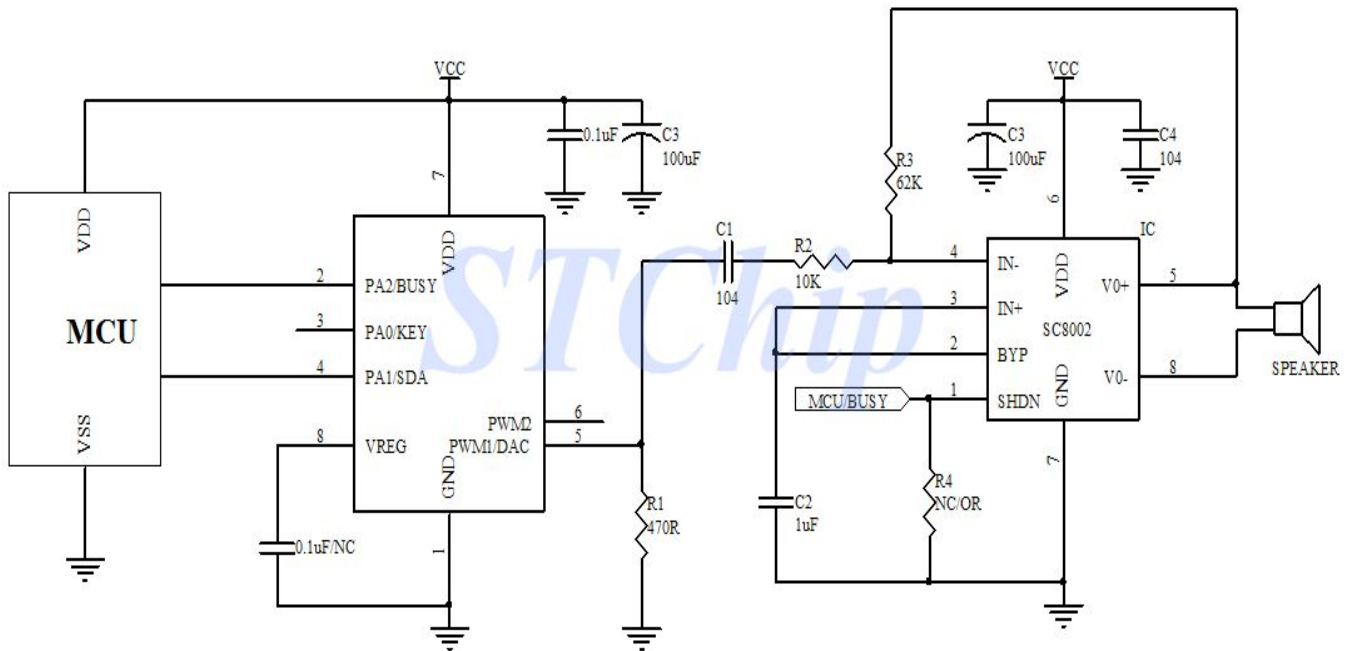 VCC
0.1uF
C3
100uF
VDD
MCU
VSS
7
VDD
2
PA2/BUSY
3
PA0/KEY
4
PA1/SDA
PWM2
6
8
VREG
PWM1/DAC
5
GND
1
0.1uF/NC
R1
470R
STChip
C1
104
R2
10K
R3
62K
VCC
C3
100uF
C4
104
6
IC
4
IN-
VDD
V0+
5
3
IN+
SC8002
2
BYP
V0-
8
SPEAKER
MCU/BUSY
1
SHDN
GND
7
C2
1uF
R4
NC/OR